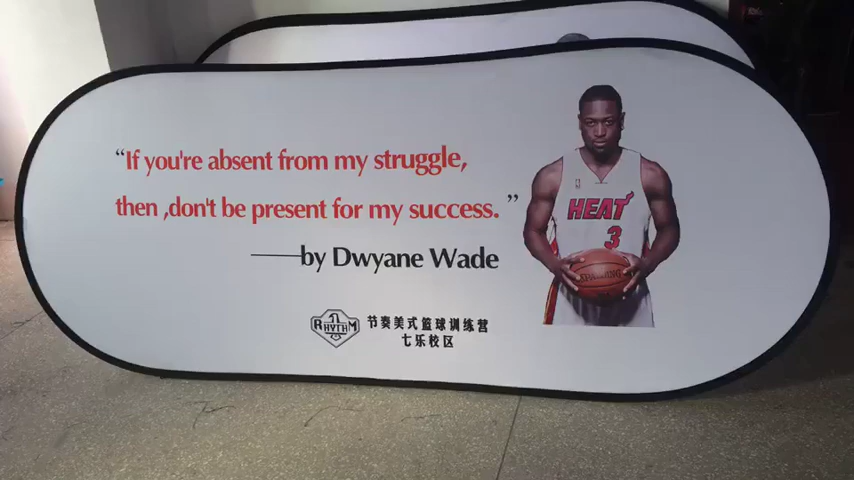 “If you're absent from my struggle,
then ,don't be present for my success. ”
——by Dwyane Wade
HEAT
3
SPALDING
RHYTHM
节奏美式篮球训练营
七乐校区